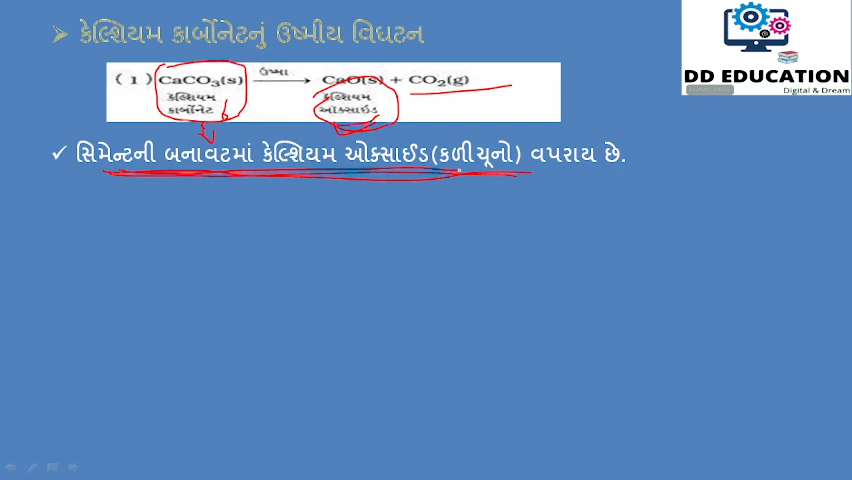 ➢ કેલ્શિયમ કાર્બોનેટનું ઉષ્મીય વિઘટન
DD EDUCATION
Digital & Dream
(1) CaCO₃(s) ઉષ્મા → CaO(s) + CO₂(g)
કેલ્શિયમ કેલ્શિયમ
કાર્બોનેટ ઓક્સાઇડ
✓ સિમેન્ટની બનાવટમાં કેલ્શિયમ ઓક્સાઈડ(કળીચૂનો) વપરાય છે.